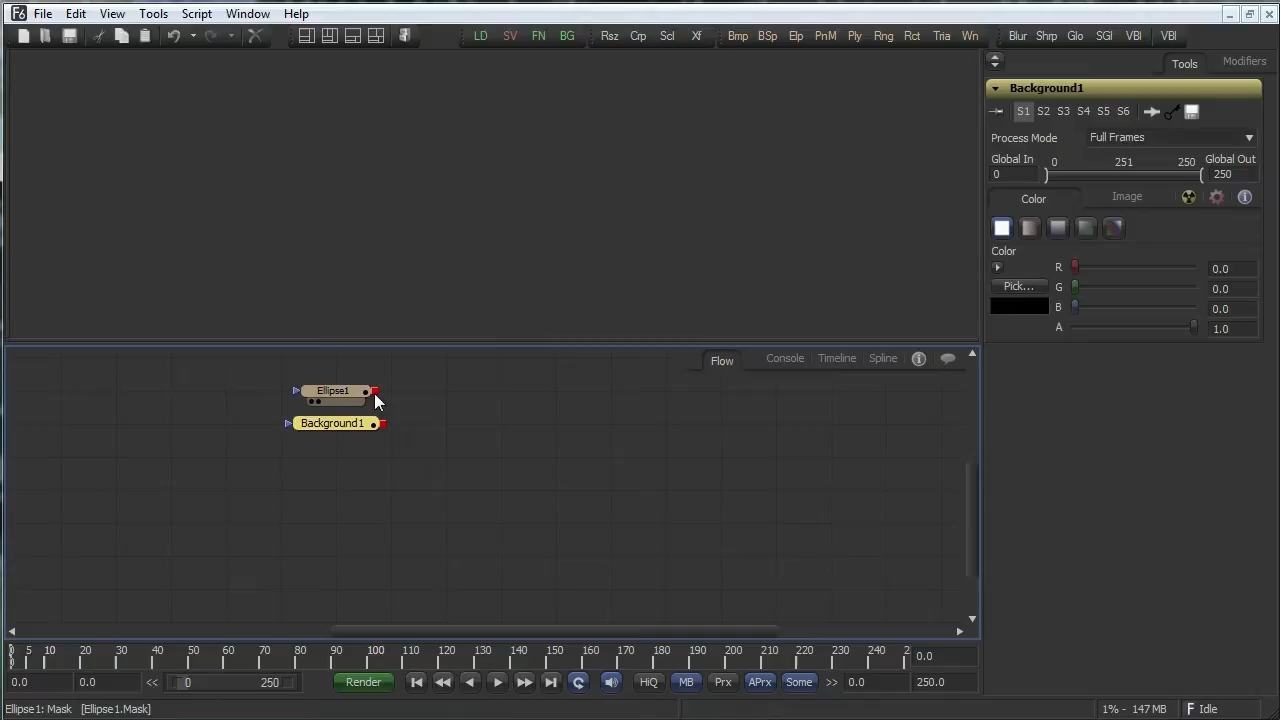 F6 File Edit View Tools Script Window Help
LD SV FN BG Rsz Crp Scl Xf Bmp BSp Elp PnM Ply Rng Rct Tria Wn Blur Shrp Glo SGl VBl VBl
Tools Modifiers
Background1
S1 S2 S3 S4 S5 S6
Process Mode Full Frames
Global In 0 251 250 Global Out
0 250
Color Image
Color
R 0.0
Pick... G 0.0
B 0.0
A 1.0
Flow Console Timeline Spline
Ellipse1
Background1
0 5 10 20 30 40 50 60 70 80 90 100 110 120 130 140 150 160 170 180 190 200 210 220 230 240 2 0.0
0.0 0.0 << 0 250 Render HiQ MB Prx APrx Some >> 0.0 250.0
Ellipse1: Mask [Ellipse1.Mask] 1% - 147 MB F Idle